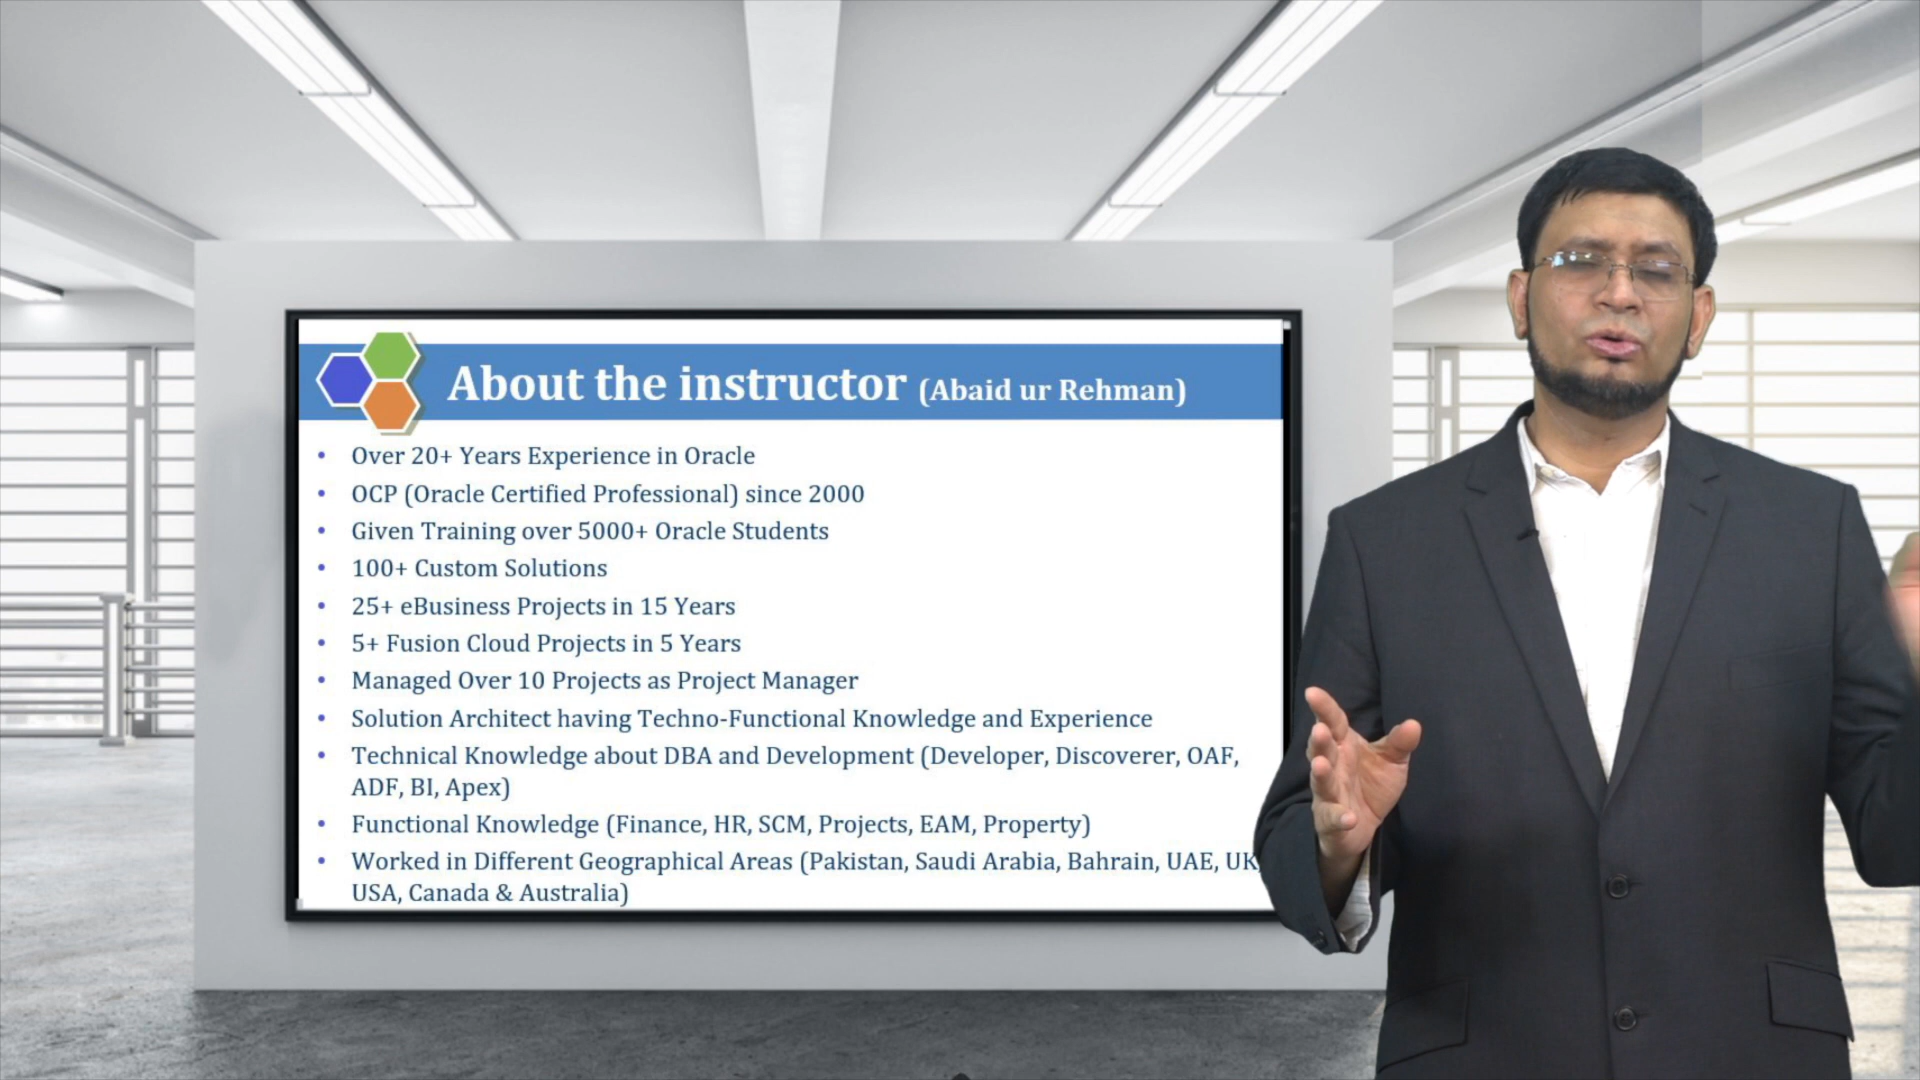 About the instructor (Abaid ur Rehman)
• Over 20+ Years Experience in Oracle
• OCP (Oracle Certified Professional) since 2000
• Given Training over 5000+ Oracle Students
• 100+ Custom Solutions
• 25+ eBusiness Projects in 15 Years
• 5+ Fusion Cloud Projects in 5 Years
• Managed Over 10 Projects as Project Manager
• Solution Architect having Techno-Functional Knowledge and Experience
• Technical Knowledge about DBA and Development (Developer, Discoverer, OAF,
ADF, BI, Apex)
• Functional Knowledge (Finance, HR, SCM, Projects, EAM, Property)
• Worked in Different Geographical Areas (Pakistan, Saudi Arabia, Bahrain, UAE, UK,
USA, Canada & Australia)